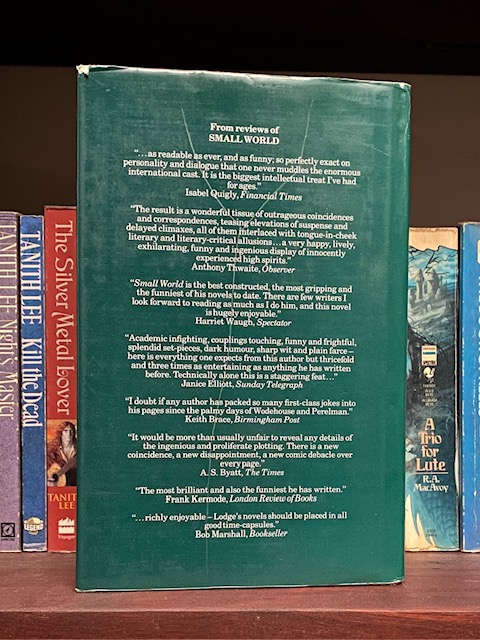 From reviews of
SMALL WORLD
“…as readable as ever, and as funny; so perfectly exact on
personality and dialogue that one never muddles the enormous
international cast. It is the biggest intellectual treat I’ve had
for ages.”
Isabel Quigly, Financial Times
“The result is a wonderful tissue of outrageous coincidences
and correspondences, teasing elevations of suspense and
delayed climaxes, all of them interlaced with tongue-in-cheek
literary and literary-critical allusions…a very happy, lively,
exhilarating, funny and ingenious display of innocently
experienced high spirits.”
Anthony Thwaite, Observer
“Small World is the best constructed, the most gripping and
the funniest of his novels to date. There are few writers I
look forward to reading as much as I do him, and this novel
is hugely enjoyable.”
Harriet Waugh, Spectator
“Academic infighting, couplings touching, funny and frightful,
splendid set-pieces, dark humour, sharp wit and plain farce –
here is everything one expects from this author but thricefold
and three times as entertaining as anything he has written
before. Technically alone this is a staggering feat…”
Janice Elliott, Sunday Telegraph
“I doubt if any author has packed so many first-class jokes into
his pages since the palmy days of Wodehouse and Perelman.”
Keith Brace, Birmingham Post
“It would be more than usually unfair to reveal any details of
the ingenious and proliferate plotting. There is a new
coincidence, a new disappointment, a new comic debacle over
every page.”
A. S. Byatt, The Times
“The most brilliant and also the funniest he has written.”
Frank Kermode, London Review of Books
“…richly enjoyable – Lodge’s novels should be placed in all
good time-capsules.”
Bob Marshall, Bookseller
TANITH LEE Night’s Master
TANITH LEE Kill the Dead
LEGEND
The Silver Metal Lover
TANITH
LEE
Voyager
A
Trio
for
Lute
R.A.
MacAvoy